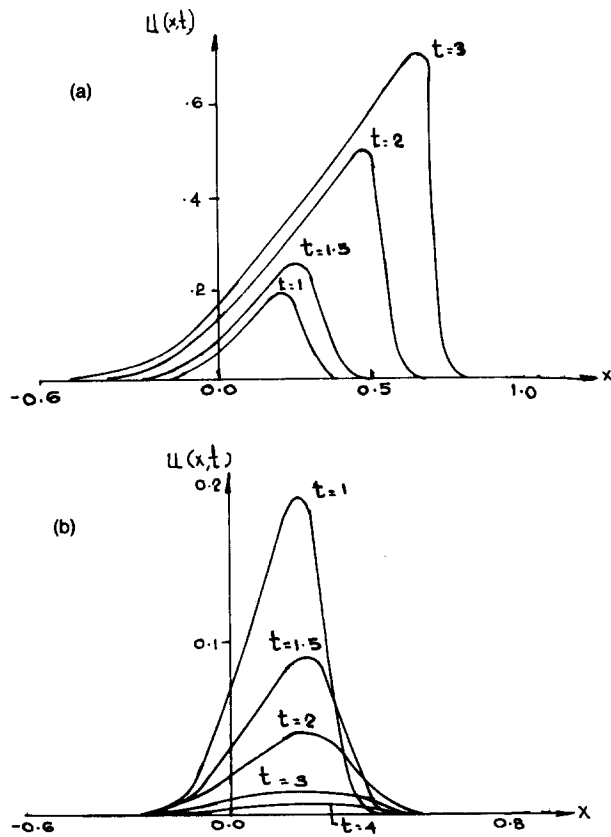 u(x,t)
(a)
t=3
.6
t=2
.4
t=1.5
t=1
.2
-0.6 0.0 0.5 1.0 x
u(x,t)
0.2
t=1
(b)
0.1
t=1.5
t=2
t=3
-0.6 0.0 t=4 0.8 x